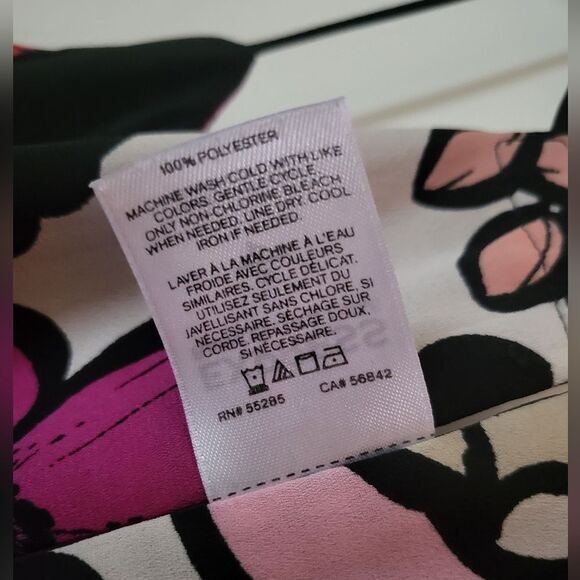 100% POLYESTER
MACHINE WASH COLD WITH LIKE
COLORS. GENTLE CYCLE.
ONLY NON-CHLORINE BLEACH
WHEN NEEDED. LINE DRY. COOL
IRON IF NEEDED.
LAVER À LA MACHINE À L'EAU
FROIDE AVEC COULEURS
SIMILAIRES. CYCLE DÉLICAT.
UTILISEZ SEULEMENT DU
JAVELLISANT SANS CHLORE, SI
NÉCESSAIRE. SÉCHAGE SUR
CORDE. REPASSAGE DOUX,
SI NÉCESSAIRE.
RN# 55285 CA# 56842